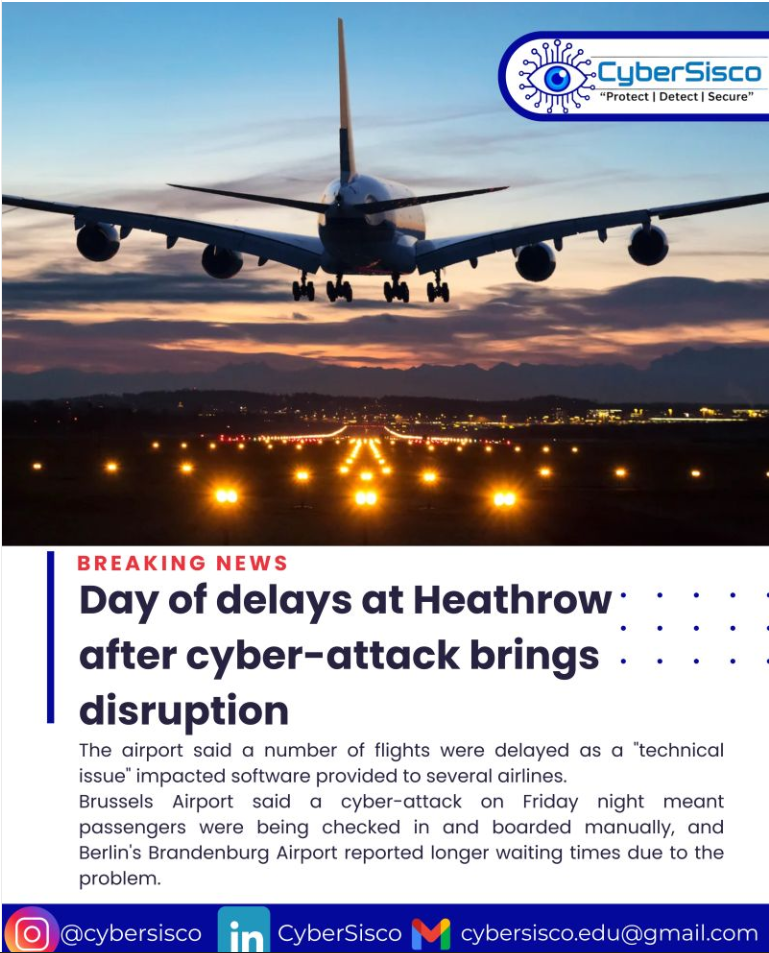 CyberSisco
"Protect | Detect | Secure"
BREAKING NEWS
Day of delays at Heathrow
after cyber-attack brings
disruption
The airport said a number of flights were delayed as a "technical
issue" impacted software provided to several airlines.
Brussels Airport said a cyber-attack on Friday night meant
passengers were being checked in and boarded manually, and
Berlin's Brandenburg Airport reported longer waiting times due to the
problem.
@cybersisco in CyberSisco cybersisco.edu@gmail.com